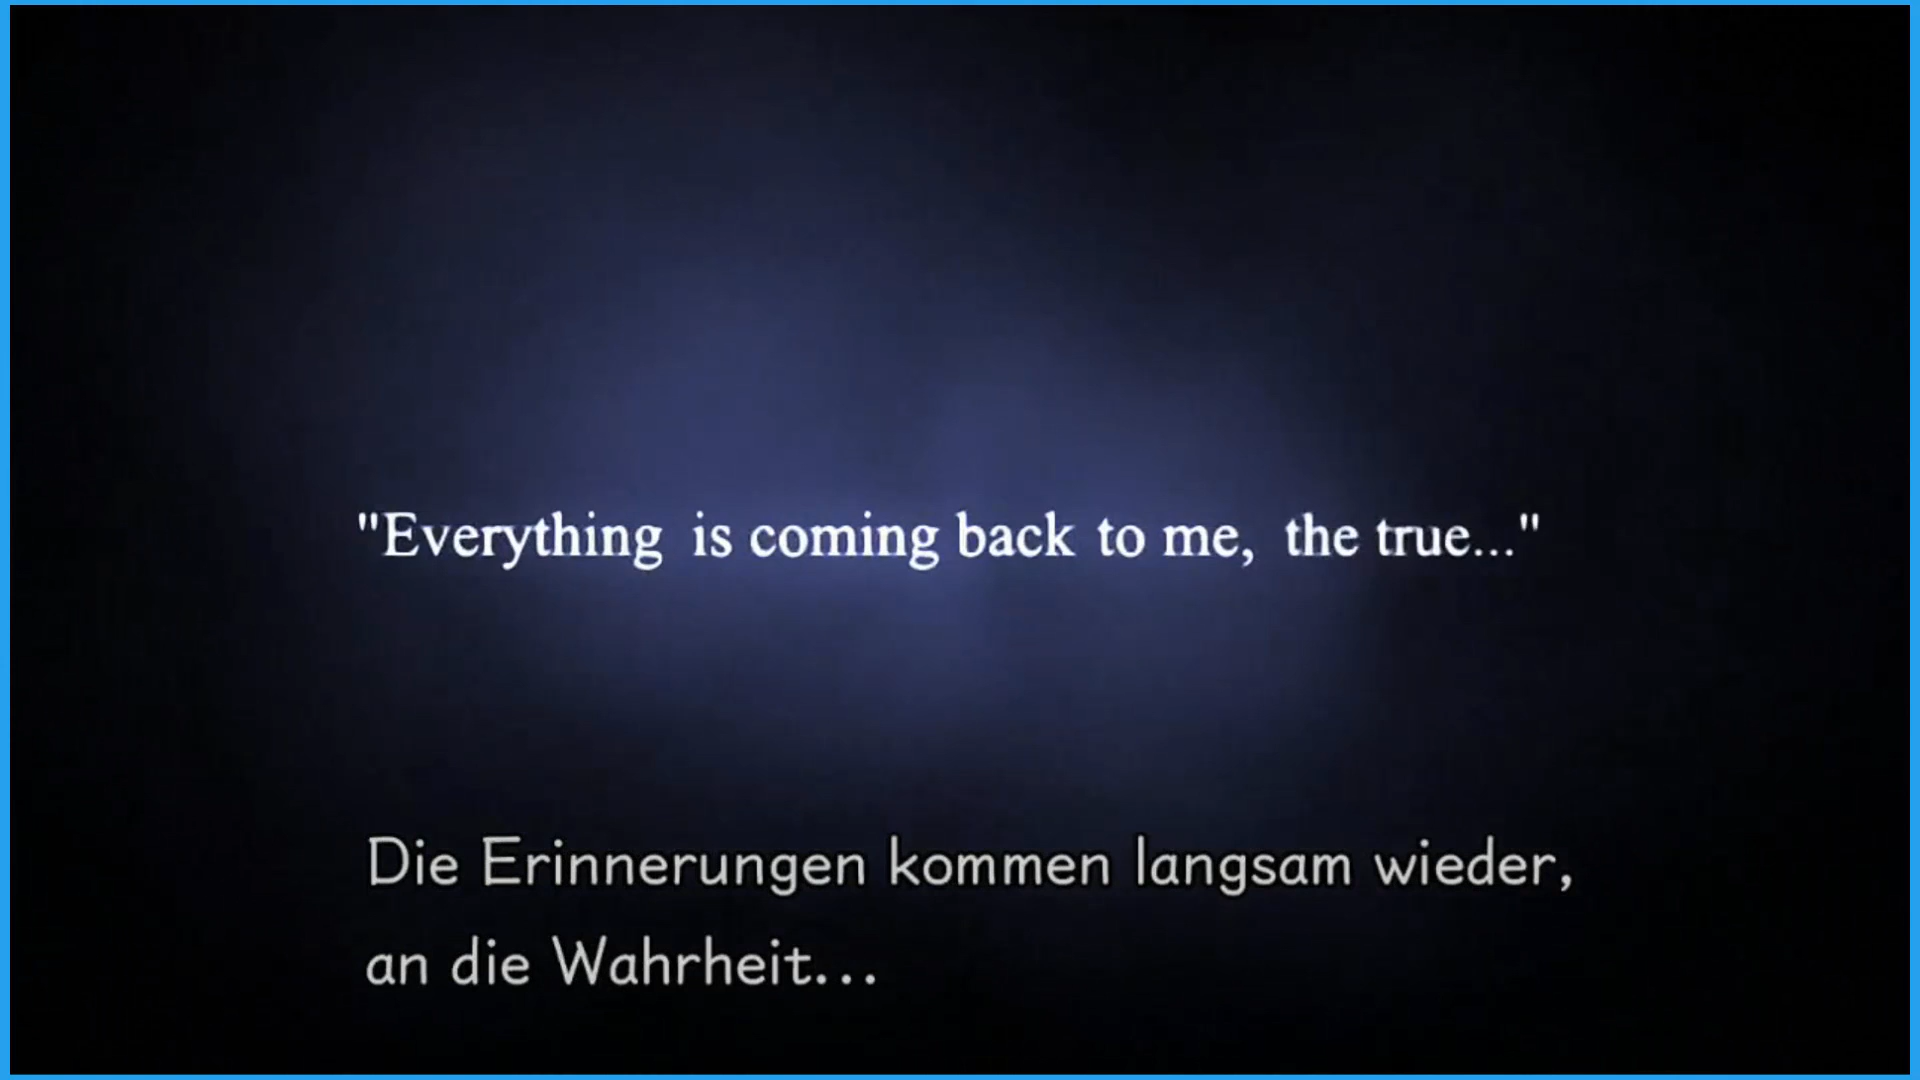 "Everything is coming back to me, the true..."
Die Erinnerungen kommen langsam wieder,
an die Wahrheit...